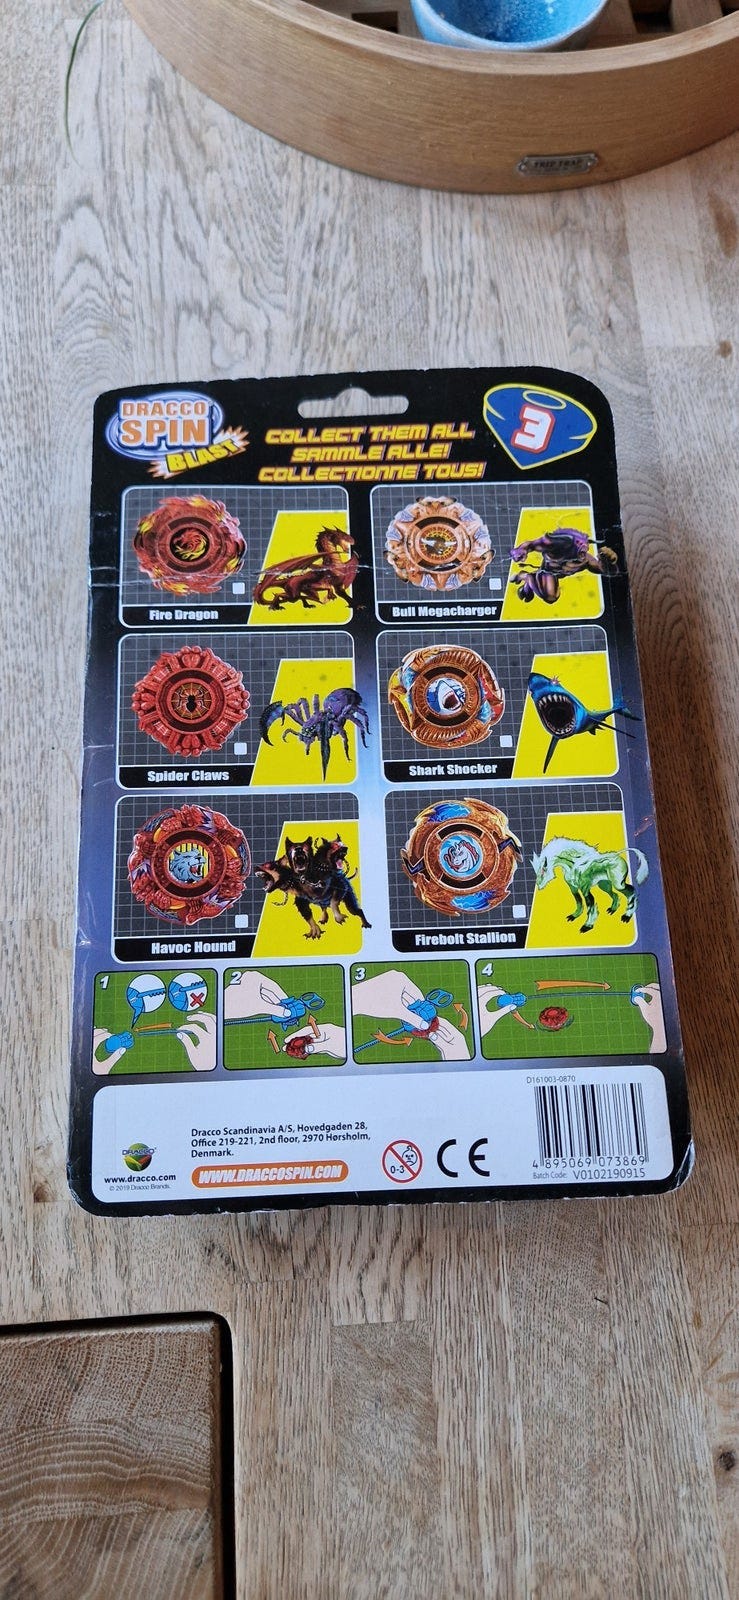 TRIP TRAP
DRACCO
SPIN
BLAST
COLLECT THEM ALL
SAMMLE ALLE!
COLLECTIONNE TOUS!
3
Fire Dragon
Bull Megacharger
Spider Claws
Shark Shocker
Havoc Hound
Firebolt Stallion
1
2
3
4
D161003-0870
Dracco Scandinavia A/S, Hovedgaden 28,
Office 219-221, 2nd floor, 2970 Hørsholm,
Denmark.
DRACCO
www.dracco.com
© 2019 Dracco Brands.
WWW.DRACCOSPIN.COM
0-3
CE
4 895069 073869
Batch Code: V0102190915